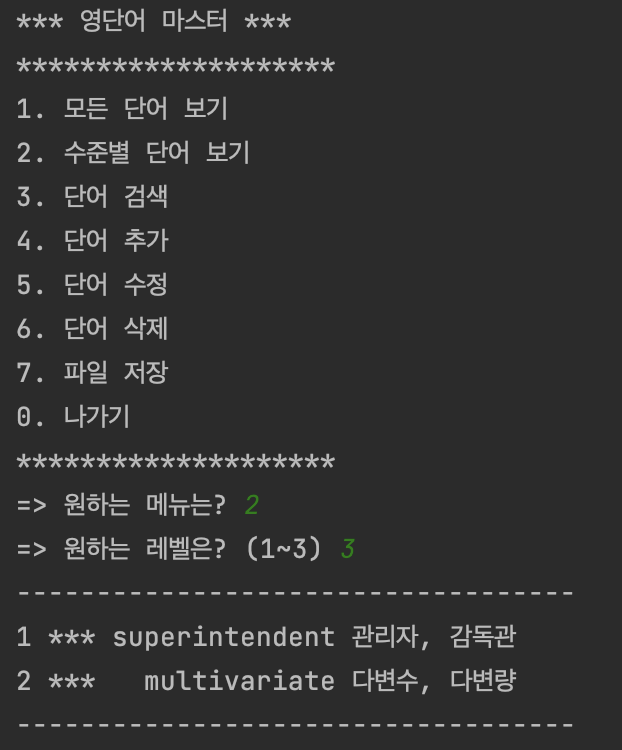 *** 영단어 마스터 ***
********************
1. 모든 단어 보기
2. 수준별 단어 보기
3. 단어 검색
4. 단어 추가
5. 단어 수정
6. 단어 삭제
7. 파일 저장
0. 나가기
********************
=> 원하는 메뉴는? 2
=> 원하는 레벨은? (1~3) 3
-----------------------------------
1 *** superintendent 관리자, 감독관
2 ***   multivariate 다변수, 다변량
-----------------------------------